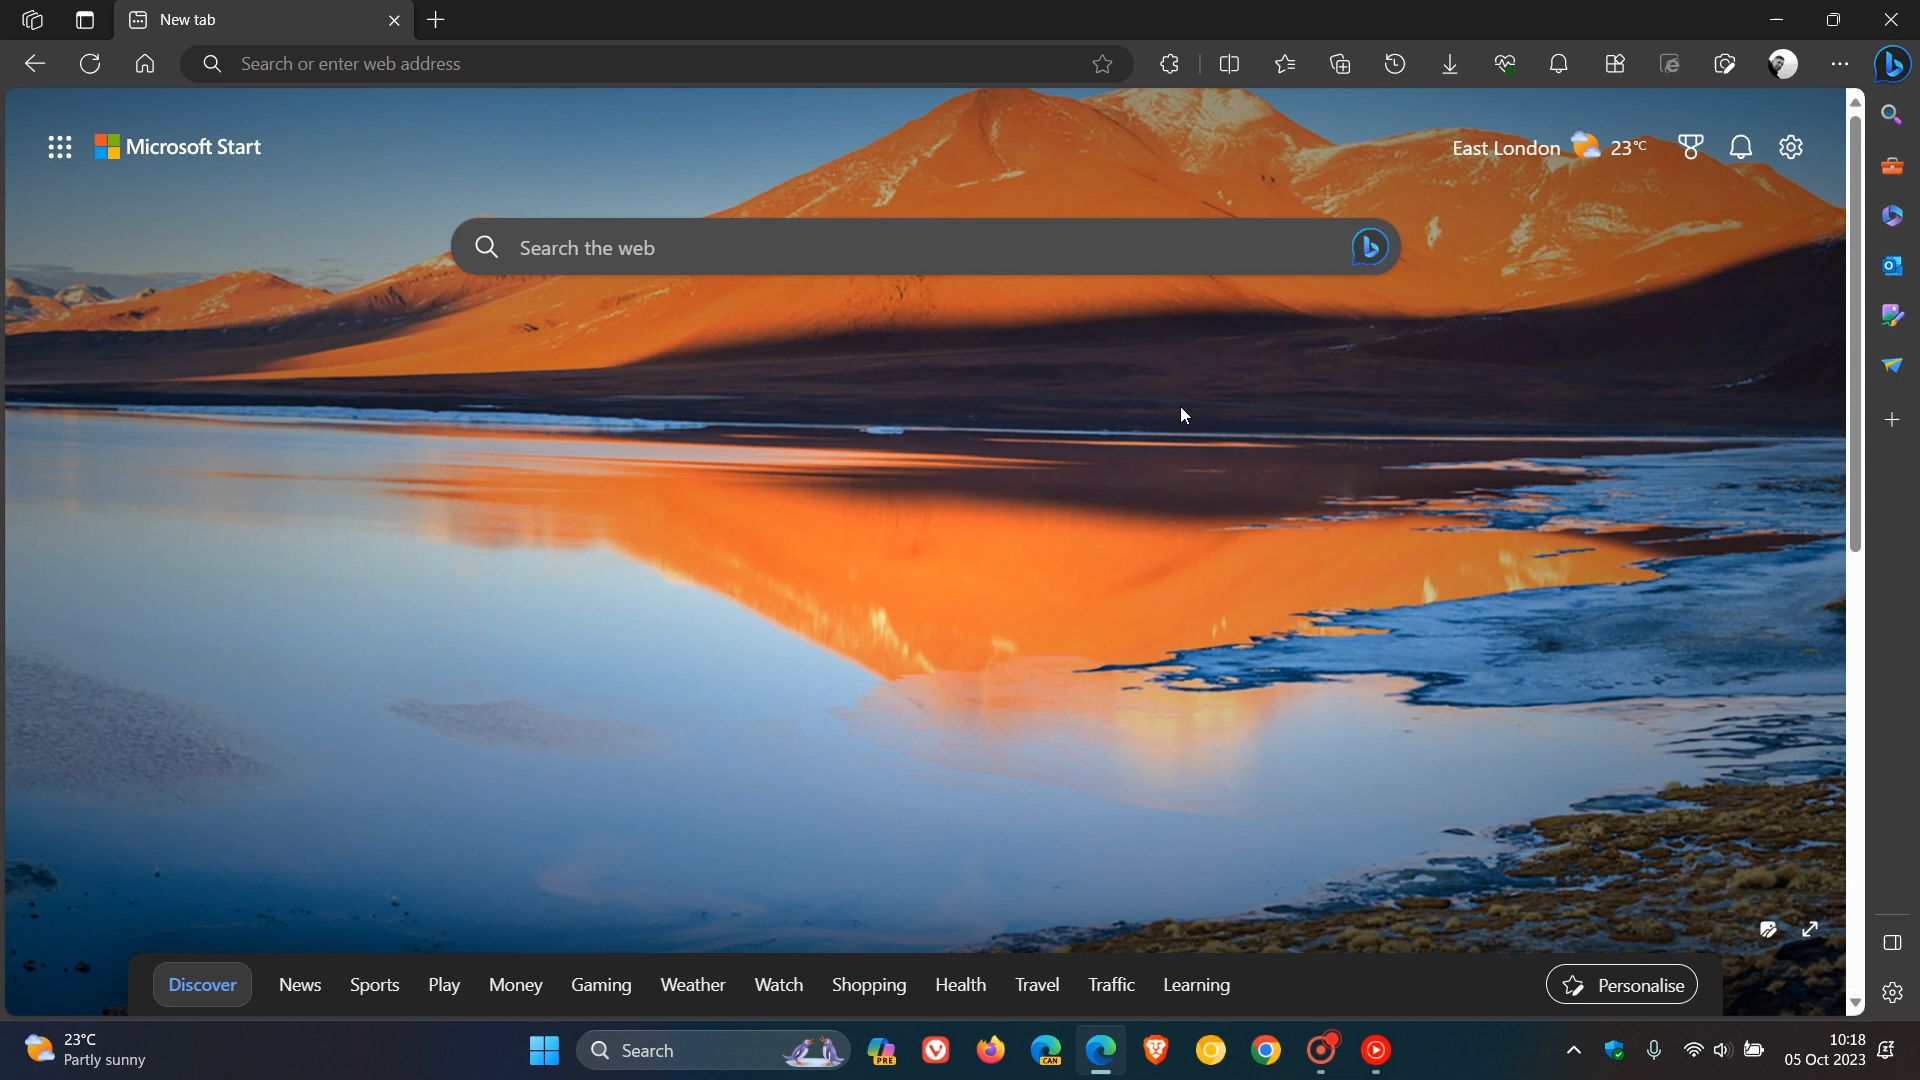 New tab
Search or enter web address
Microsoft Start
East London 23°C
Search the web
Discover News Sports Play Money Gaming Weather Watch Shopping Health Travel Traffic Learning Personalise
23°C
Partly sunny
Search
PRE
CAN
10:18
05 Oct 2023